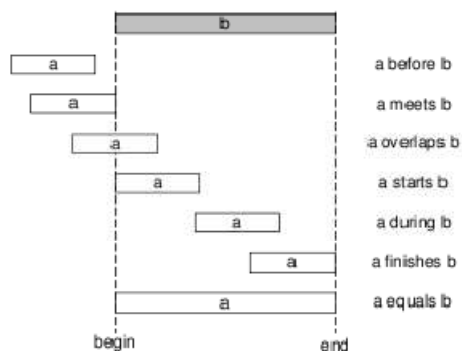 b
a a before b
a a meets b
a a overlaps b
a a starts b
a a during b
a a finishes b
a a equals b
begin end